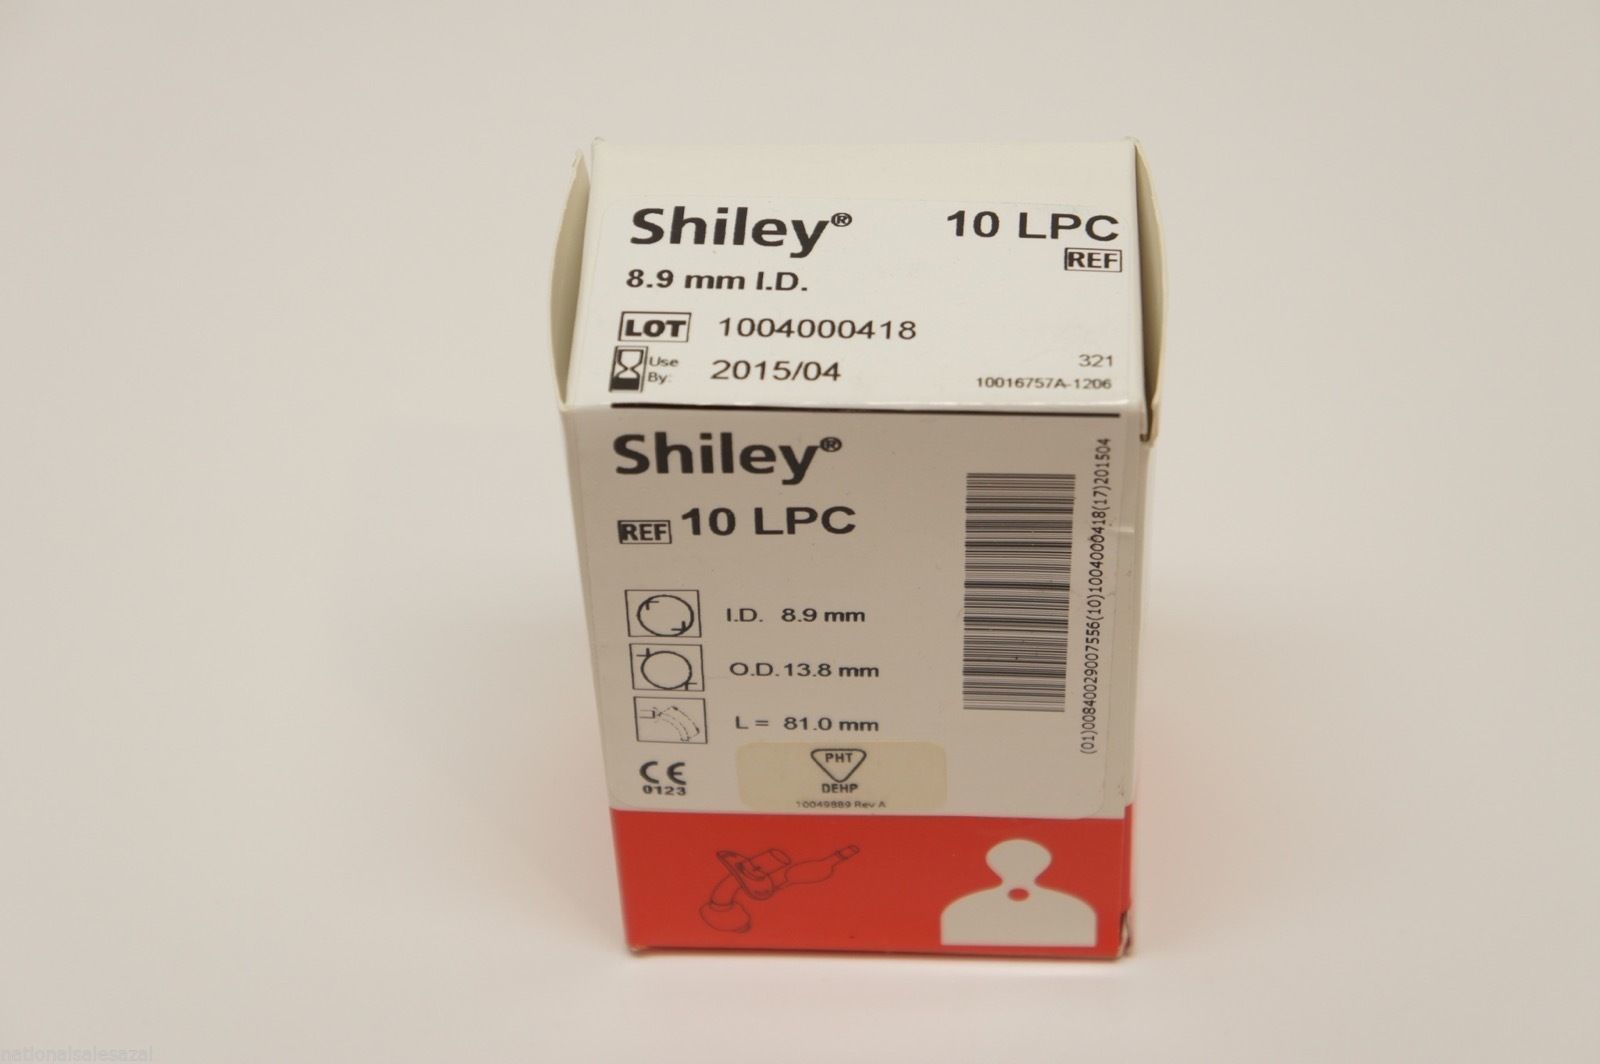 Shiley® 10 LPC
REF
8.9 mm I.D.
LOT 1004000418
Use By: 2015/04
321
10016757A-1206
Shiley®
REF 10 LPC
I.D. 8.9 mm
O.D. 13.8 mm
L = 81.0 mm
CE
0123
PHT
DEHP
10049889 Rev A
(01)00840029007556(10)1004000418(17)201504
nationalsalesazal